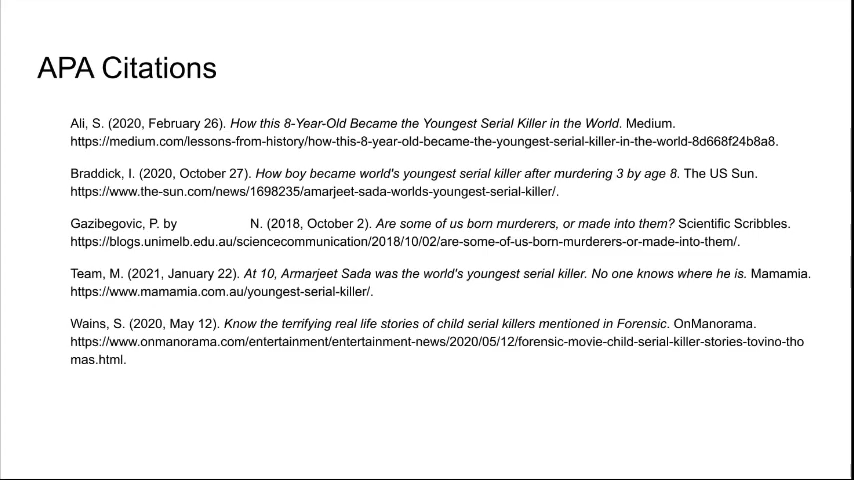 APA Citations
Ali, S. (2020, February 26). How this 8-Year-Old Became the Youngest Serial Killer in the World. Medium.
https://medium.com/lessons-from-history/how-this-8-year-old-became-the-youngest-serial-killer-in-the-world-8d668f24b8a8.
Braddick, I. (2020, October 27). How boy became world's youngest serial killer after murdering 3 by age 8. The US Sun.
https://www.the-sun.com/news/1698235/amarjeet-sada-worlds-youngest-serial-killer/.
Gazibegovic, P. by N. (2018, October 2). Are some of us born murderers, or made into them? Scientific Scribbles.
https://blogs.unimelb.edu.au/sciencecommunication/2018/10/02/are-some-of-us-born-murderers-or-made-into-them/.
Team, M. (2021, January 22). At 10, Armarjeet Sada was the world's youngest serial killer. No one knows where he is. Mamamia.
https://www.mamamia.com.au/youngest-serial-killer/.
Wains, S. (2020, May 12). Know the terrifying real life stories of child serial killers mentioned in Forensic. OnManorama.
https://www.onmanorama.com/entertainment/entertainment-news/2020/05/12/forensic-movie-child-serial-killer-stories-tovino-tho
mas.html.